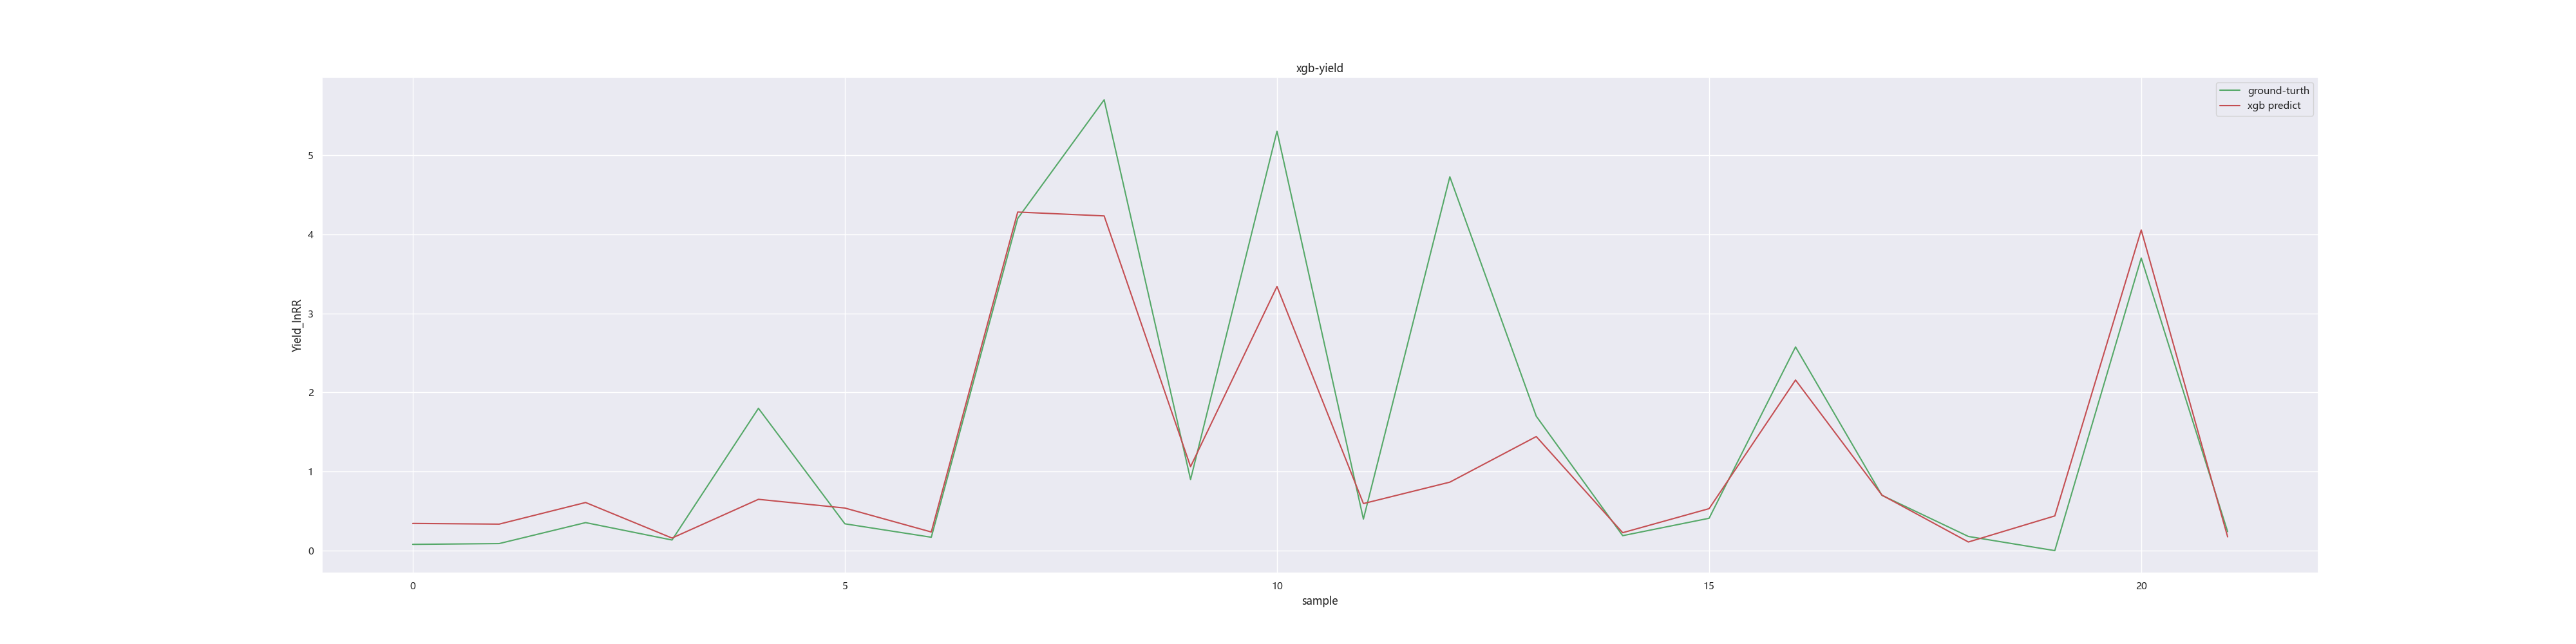 xgb-yield
ground-turth
xgb predict
5
4
3
2
1
0
Yield_lnRR
0 5 10 15 20
sample